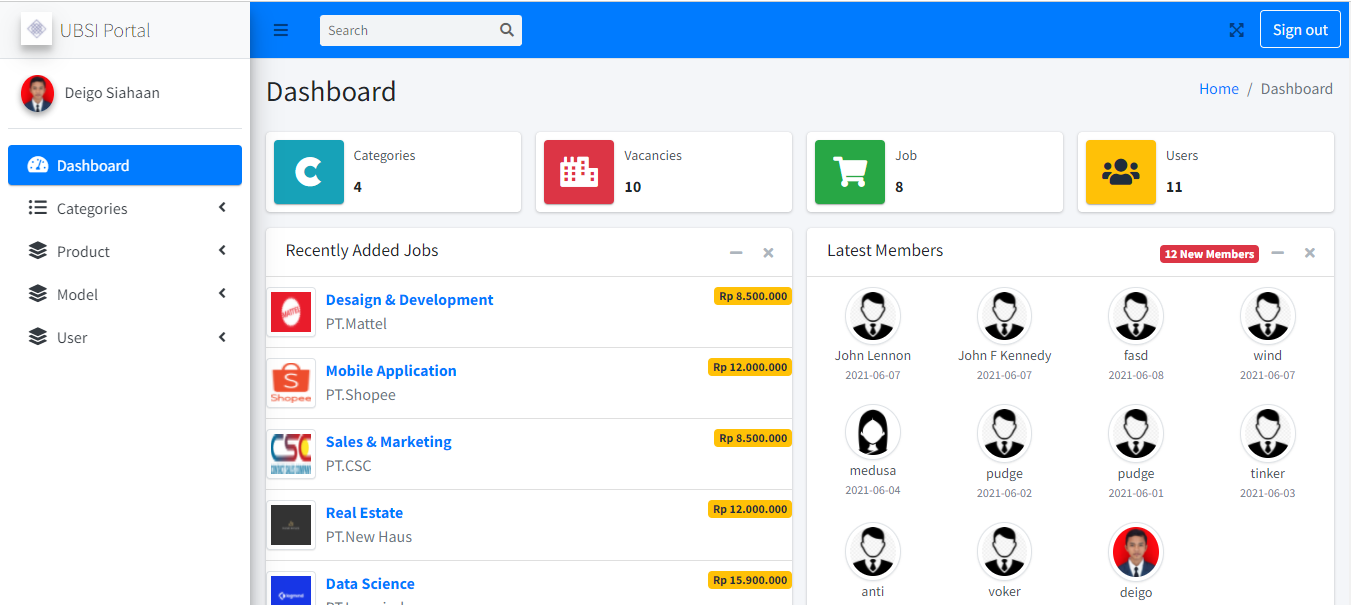 UBSI Portal
Search
Sign out
Deigo Siahaan
Dashboard
Categories
Product
Model
User
Dashboard
Home / Dashboard
Categories
4
Vacancies
10
Job
8
Users
11
Recently Added Jobs
Desaign & Development
Rp 8.500.000
PT.Mattel
Mobile Application
Rp 12.000.000
PT.Shopee
Shopee
Sales & Marketing
Rp 8.500.000
PT.CSC
CSC
Real Estate
Rp 12.000.000
PT.New Haus
Data Science
Rp 15.900.000
Latest Members
12 New Members
John Lennon
2021-06-07
John F Kennedy
2021-06-07
fasd
2021-06-08
wind
2021-06-07
medusa
2021-06-04
pudge
2021-06-02
pudge
2021-06-01
tinker
2021-06-03
anti
voker
deigo